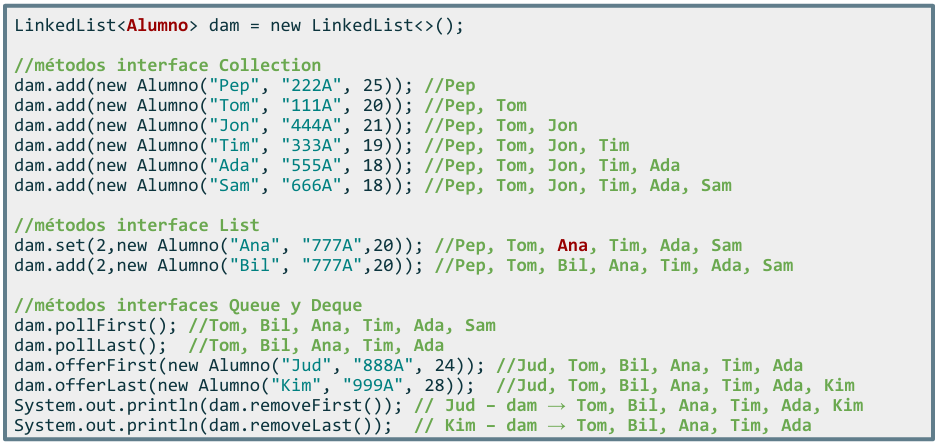 LinkedList<Alumno> dam = new LinkedList<>();
//métodos interface Collection
dam.add(new Alumno("Pep", "222A", 25)); //Pep
dam.add(new Alumno("Tom", "111A", 20)); //Pep, Tom
dam.add(new Alumno("Jon", "444A", 21)); //Pep, Tom, Jon
dam.add(new Alumno("Tim", "333A", 19)); //Pep, Tom, Jon, Tim
dam.add(new Alumno("Ada", "555A", 18)); //Pep, Tom, Jon, Tim, Ada
dam.add(new Alumno("Sam", "666A", 18)); //Pep, Tom, Jon, Tim, Ada, Sam
//métodos interface List
dam.set(2,new Alumno("Ana", "777A",20)); //Pep, Tom, Ana, Tim, Ada, Sam
dam.add(2,new Alumno("Bil", "777A",20)); //Pep, Tom, Bil, Ana, Tim, Ada, Sam
//métodos interfaces Queue y Deque
dam.pollFirst(); //Tom, Bil, Ana, Tim, Ada, Sam
dam.pollLast();  //Tom, Bil, Ana, Tim, Ada
dam.offerFirst(new Alumno("Jud", "888A", 24)); //Jud, Tom, Bil, Ana, Tim, Ada
dam.offerLast(new Alumno("Kim", "999A", 28));  //Jud, Tom, Bil, Ana, Tim, Ada, Kim
System.out.println(dam.removeFirst()); // Jud – dam → Tom, Bil, Ana, Tim, Ada, Kim
System.out.println(dam.removeLast());  // Kim – dam → Tom, Bil, Ana, Tim, Ada